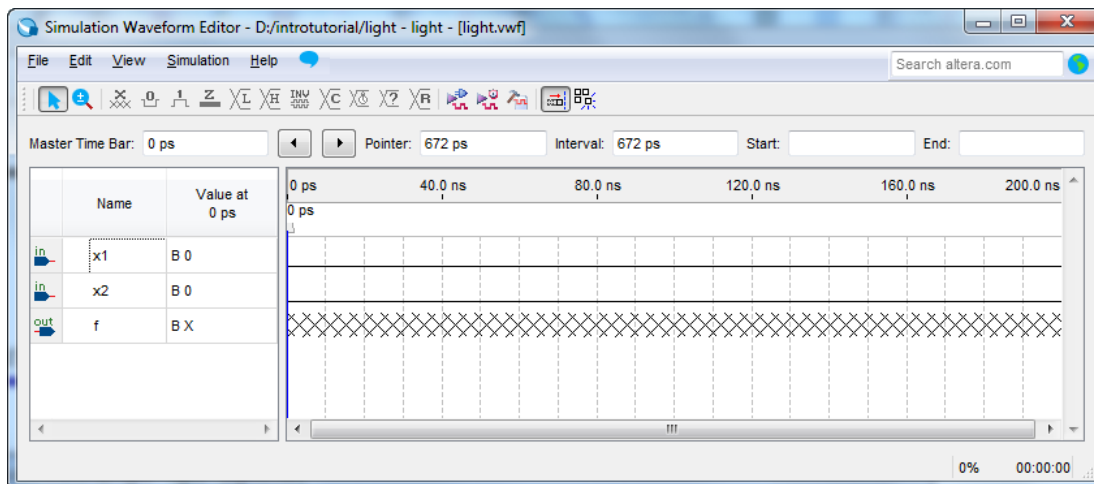 Simulation Waveform Editor - D:/introtutorial/light - light - [light.vwf]
File Edit View Simulation Help
Search altera.com
Master Time Bar: 0 ps Pointer: 672 ps Interval: 672 ps Start: End:
Name Value at 0 ps
0 ps 40.0 ns 80.0 ns 120.0 ns 160.0 ns 200.0 ns
0 ps
in x1 B 0
in x2 B 0
out f B X
0% 00:00:00